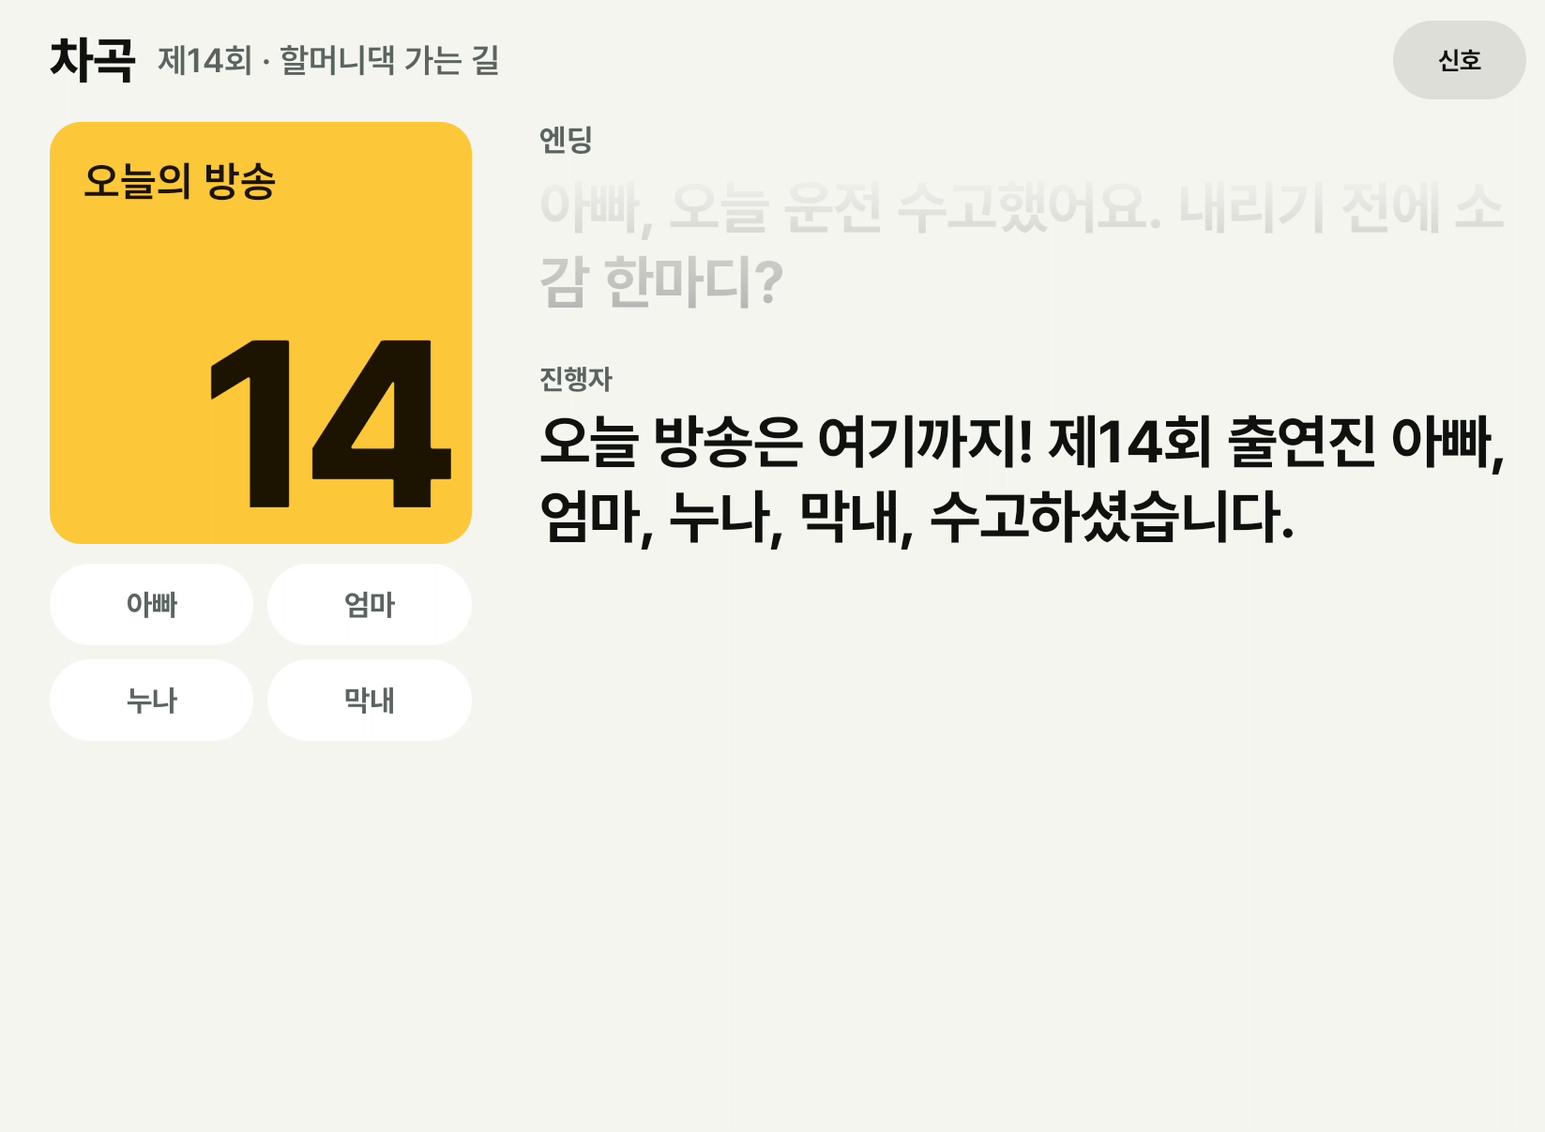 차곡
제14회 · 할머니댁 가는 길
신호
오늘의 방송
14
아빠
엄마
누나
막내
엔딩
아빠, 오늘 운전 수고했어요. 내리기 전에 소
감 한마디?
진행자
오늘 방송은 여기까지! 제14회 출연진 아빠,
엄마, 누나, 막내, 수고하셨습니다.